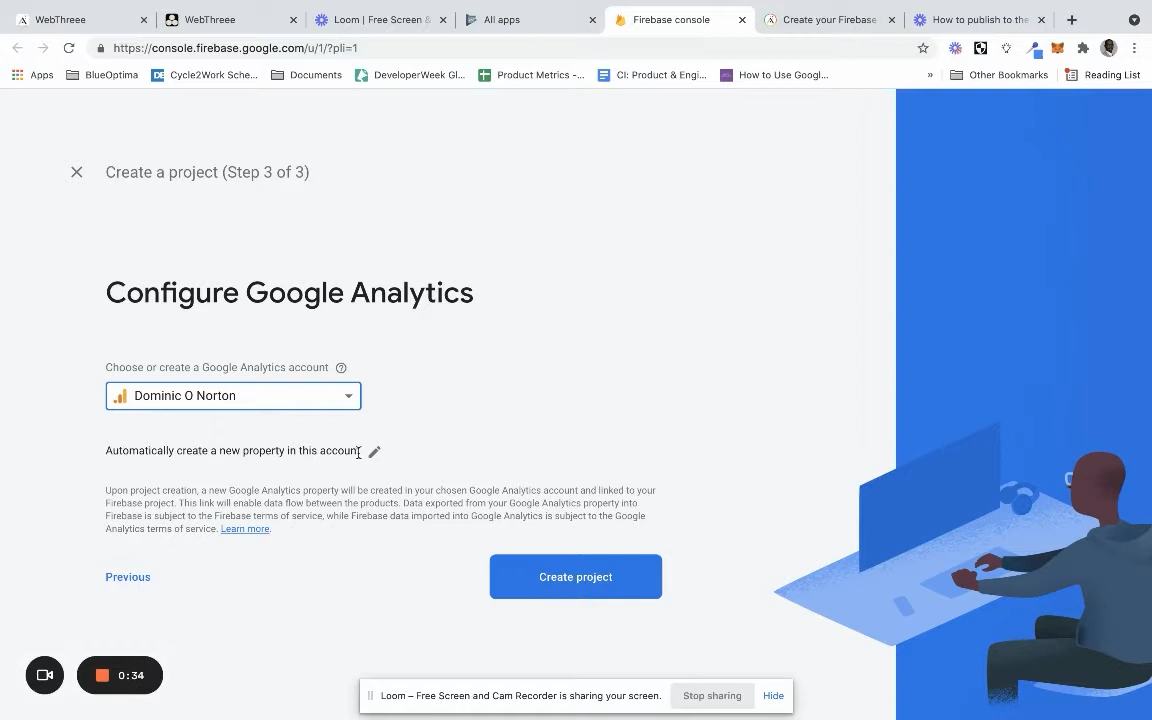 WebThreee
WebThreee
Loom | Free Screen &
All apps
Firebase console
Create your Firebase
How to publish to the
https://console.firebase.google.com/u/1/?pli=1
Apps
BlueOptima
Cycle2Work Sche...
Documents
DeveloperWeek Gl...
Product Metrics -...
CI: Product & Engi...
How to Use Googl...
»
Other Bookmarks
Reading List
Create a project (Step 3 of 3)
Configure Google Analytics
Choose or create a Google Analytics account
Dominic O Norton
Automatically create a new property in this account
Upon project creation, a new Google Analytics property will be created in your chosen Google Analytics account and linked to your
Firebase project. This link will enable data flow between the products. Data exported from your Google Analytics property into
Firebase is subject to the Firebase terms of service, while Firebase data imported into Google Analytics is subject to the Google
Analytics terms of service. Learn more.
Previous
Create project
0:34
Loom – Free Screen and Cam Recorder is sharing your screen.
Stop sharing
Hide